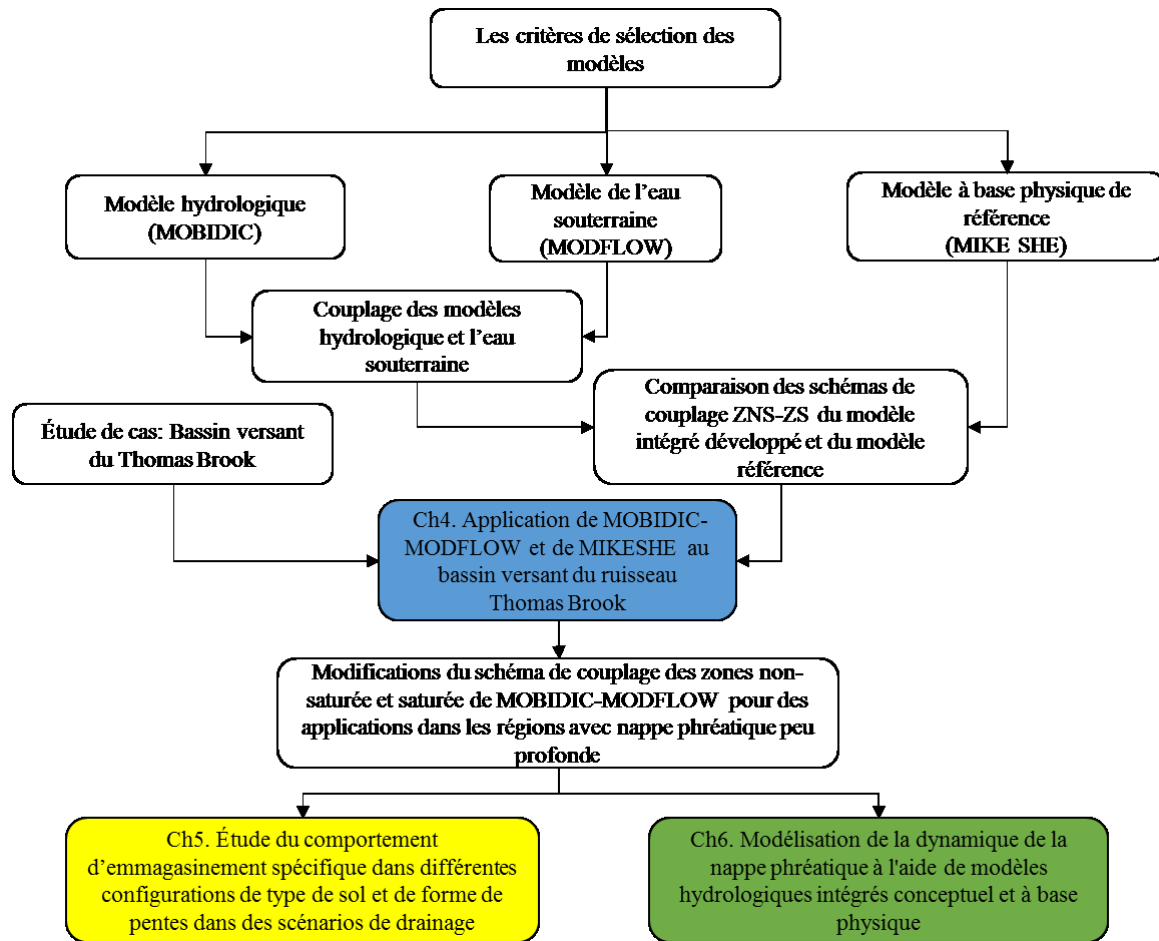 Les critères de sélection des
modèles
Modèle hydrologique
(MOBIDIC)
Modèle de l'eau
souterraine
(MODFLOW)
Modèle à base physique de
référence
(MIKE SHE)
Couplage des modèles
hydrologique et l'eau
souterraine
Comparaison des schémas de
couplage ZNS-ZS du modèle
intégré développé et du modèle
référence
Étude de cas: Bassin versant
du Thomas Brook
Ch4. Application de MOBIDIC-
MODFLOW et de MIKESHE au
bassin versant du ruisseau
Thomas Brook
Modifications du schéma de couplage des zones non-
saturée et saturée de MOBIDIC-MODFLOW pour des
applications dans les régions avec nappe phréatique peu
profonde
Ch5. Étude du comportement
d'emmagasinement spécifique dans différentes
configurations de type de sol et de forme de
pentes dans des scénarios de drainage
Ch6. Modélisation de la dynamique de la
nappe phréatique à l'aide de modèles
hydrologiques intégrés conceptuel et à base
physique